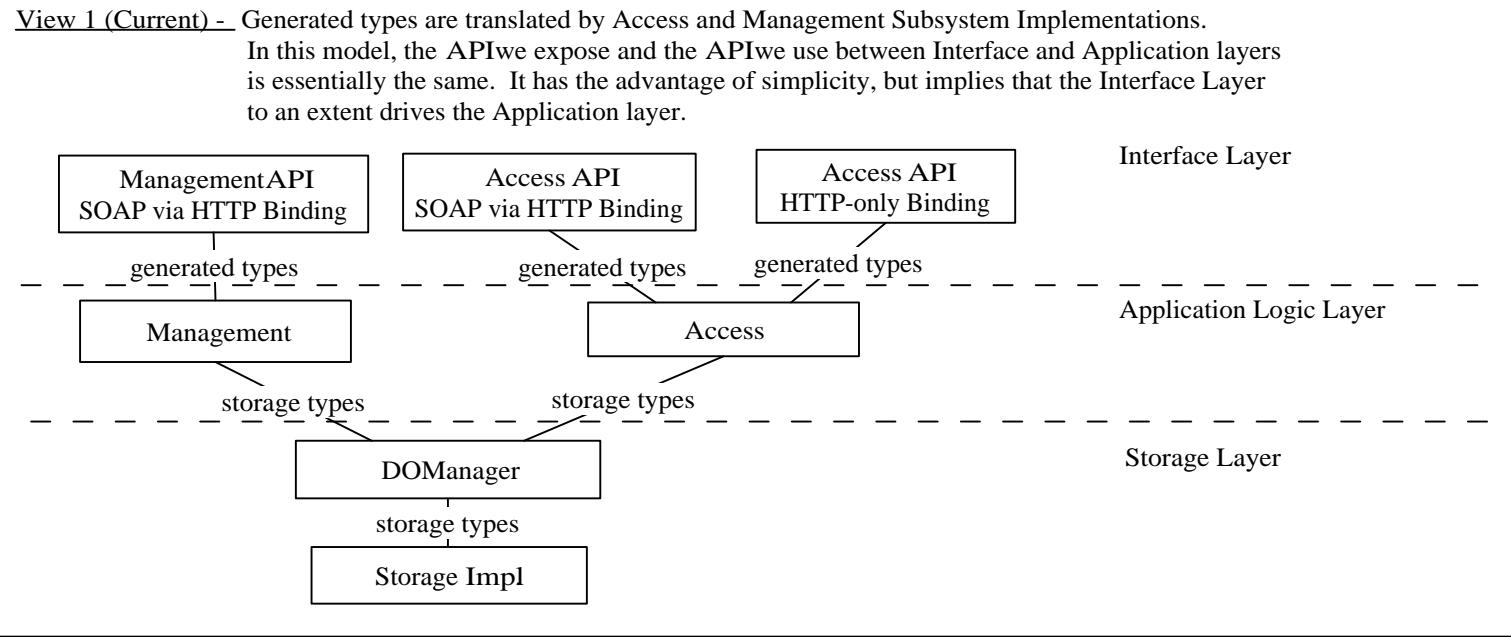 View 1 (Current) - Generated types are translated by Access and Management Subsystem Implementations.
In this model, the APIwe expose and the APIwe use between Interface and Application layers
is essentially the same. It has the advantage of simplicity, but implies that the Interface Layer
to an extent drives the Application layer.
Interface Layer
ManagementAPI
SOAP via HTTP Binding
Access API
SOAP via HTTP Binding
Access API
HTTP-only Binding
generated types
generated types
generated types
Application Logic Layer
Management
Access
storage types
storage types
Storage Layer
DOManager
storage types
Storage Impl